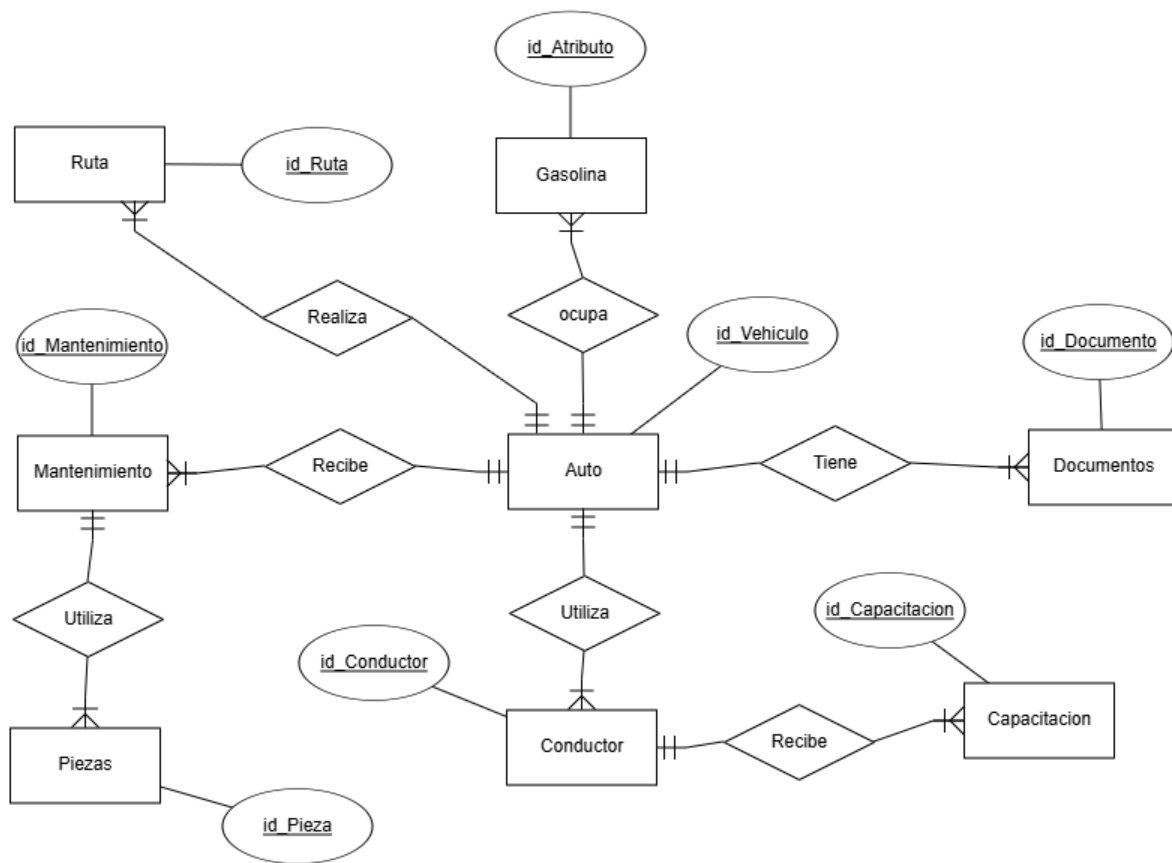 id_Atributo
Ruta
id_Ruta
Gasolina
Realiza
ocupa
id_Vehiculo
id_Mantenimiento
id_Documento
Mantenimiento
Recibe
Auto
Tiene
Documentos
Utiliza
Utiliza
id_Capacitacion
id_Conductor
Capacitacion
Conductor
Recibe
Piezas
id_Pieza